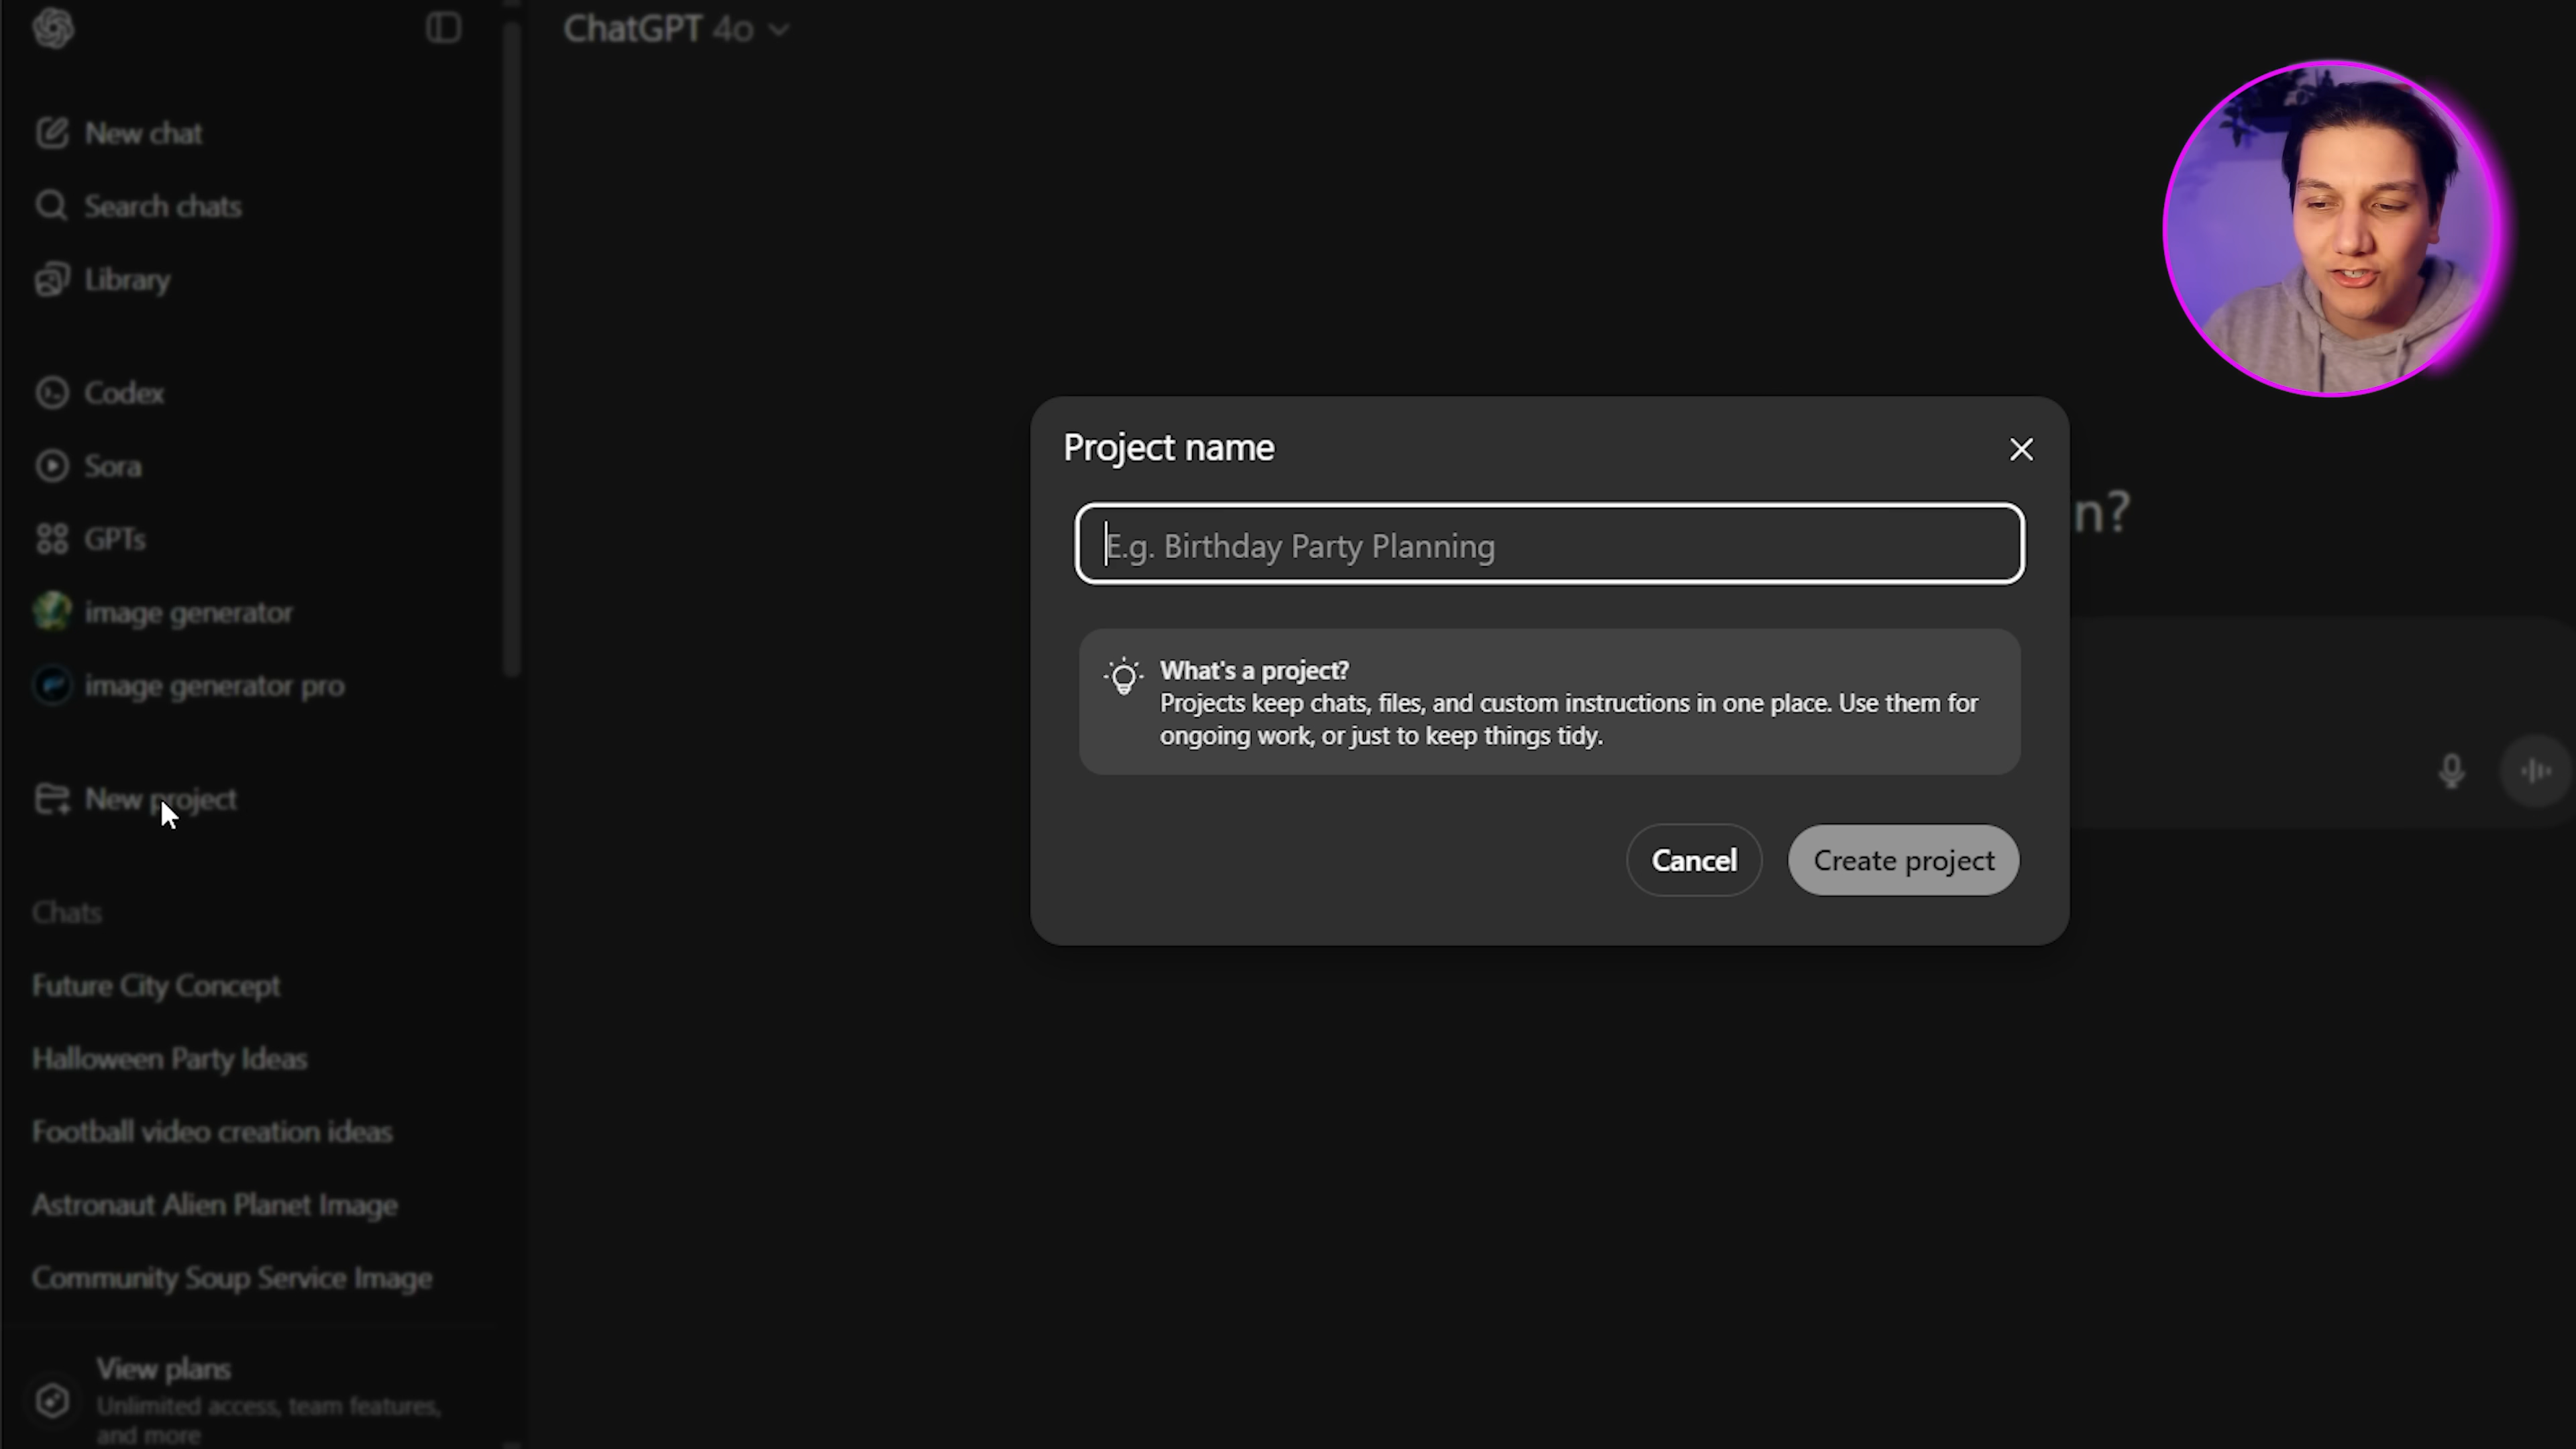 ChatGPT 4o
New chat
Search chats
Library
Codex
Sora
GPTs
image generator
image generator pro
New project
Chats
Future City Concept
Halloween Party Ideas
Football video creation ideas
Astronaut Alien Planet Image
Community Soup Service Image
View plans
Unlimited access, team features,
and more
n?
Project name
E.g. Birthday Party Planning
What's a project?
Projects keep chats, files, and custom instructions in one place. Use them for
ongoing work, or just to keep things tidy.
Cancel
Create project